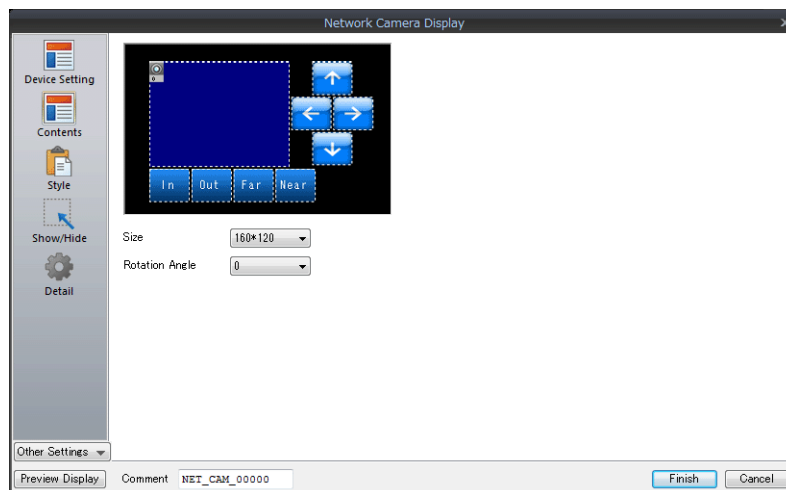 Network Camera Display
Device Setting
Contents
Style
Show/Hide
Detail
In Out Far Near
Size 160*120
Rotation Angle 0
Other Settings
Preview Display Comment NET_CAM_00000 Finish Cancel